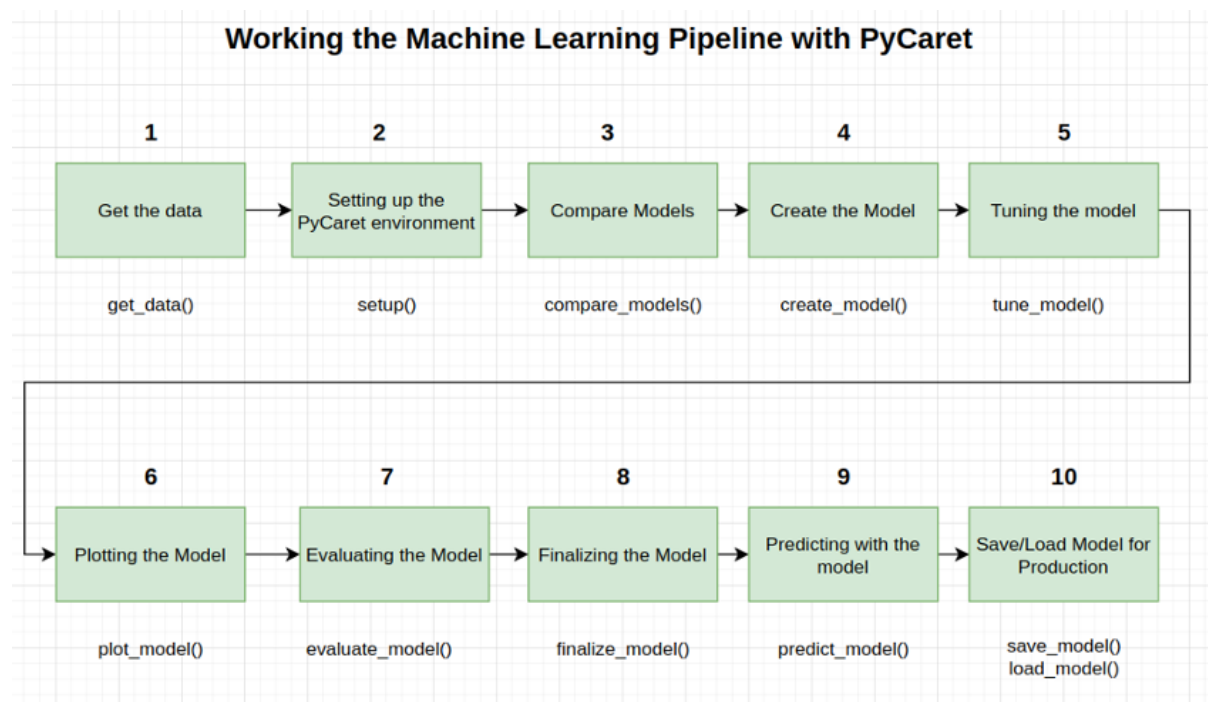 Working the Machine Learning Pipeline with PyCaret
1
2
3
4
5
Get the data
Setting up the
PyCaret environment
Compare Models
Create the Model
Tuning the model
get_data()
setup()
compare_models()
create_model()
tune_model()
6
7
8
9
10
Plotting the Model
Evaluating the Model
Finalizing the Model
Predicting with the
model
Save/Load Model for
Production
plot_model()
evaluate_model()
finalize_model()
predict_model()
save_model()
load_model()